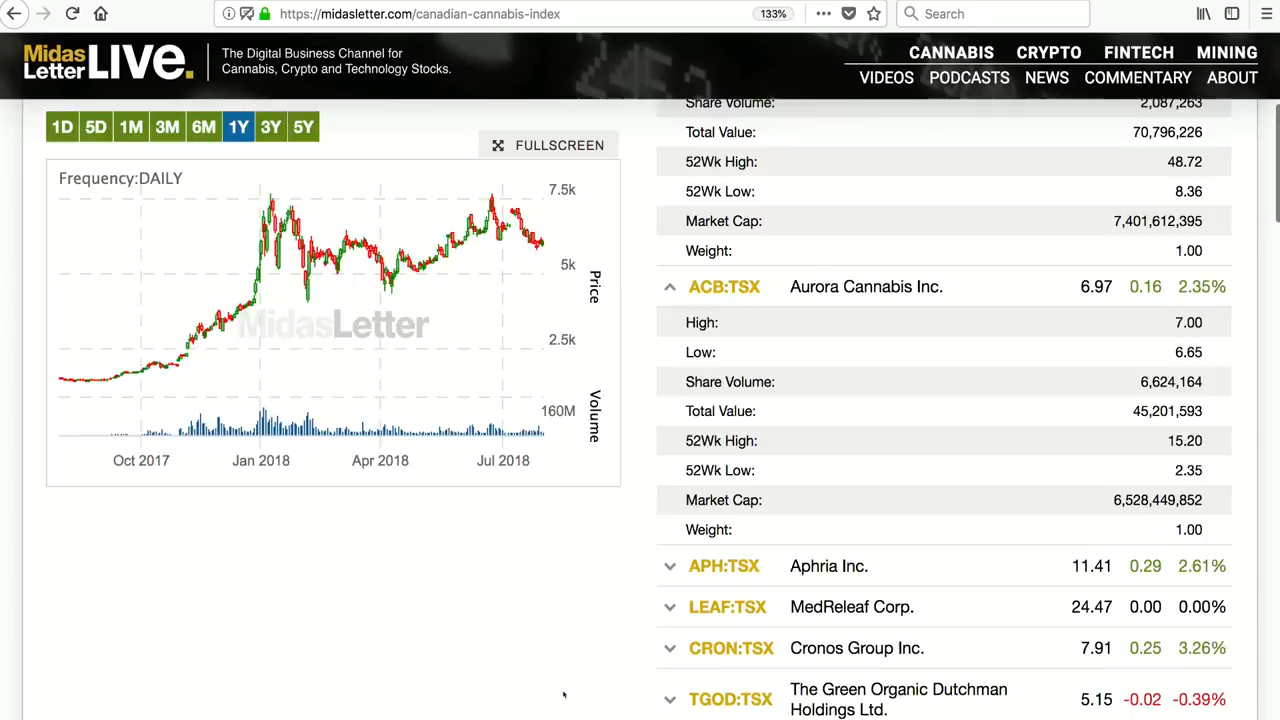 https://midasletter.com/canadian-cannabis-index
133%
Search
Midas Letter LIVE.
The Digital Business Channel for
Cannabis, Crypto and Technology Stocks.
CANNABIS CRYPTO FINTECH MINING
VIDEOS PODCASTS NEWS COMMENTARY ABOUT
1D 5D 1M 3M 6M 1Y 3Y 5Y
FULLSCREEN
Frequency:DAILY
7.5k
5k
2.5k
Price
MidasLetter
160M
Volume
Oct 2017 Jan 2018 Apr 2018 Jul 2018
Share Volume: 2,087,263
Total Value: 70,796,226
52Wk High: 48.72
52Wk Low: 8.36
Market Cap: 7,401,612,395
Weight: 1.00
ACB:TSX Aurora Cannabis Inc. 6.97 0.16 2.35%
High: 7.00
Low: 6.65
Share Volume: 6,624,164
Total Value: 45,201,593
52Wk High: 15.20
52Wk Low: 2.35
Market Cap: 6,528,449,852
Weight: 1.00
APH:TSX Aphria Inc. 11.41 0.29 2.61%
LEAF:TSX MedReleaf Corp. 24.47 0.00 0.00%
CRON:TSX Cronos Group Inc. 7.91 0.25 3.26%
TGOD:TSX The Green Organic Dutchman
Holdings Ltd. 5.15 -0.02 -0.39%